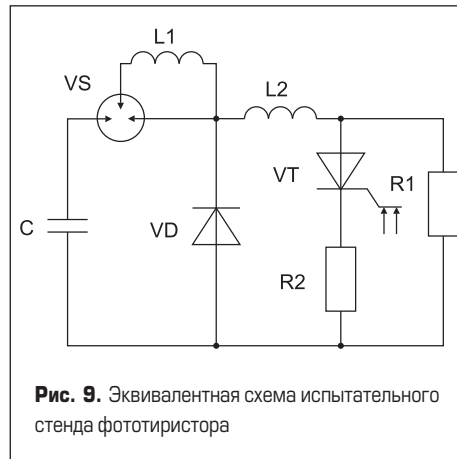 L1
VS
L2
VT
R1
C
VD
R2
Рис. 9. Эквивалентная схема испытательного
стенда фототиристора